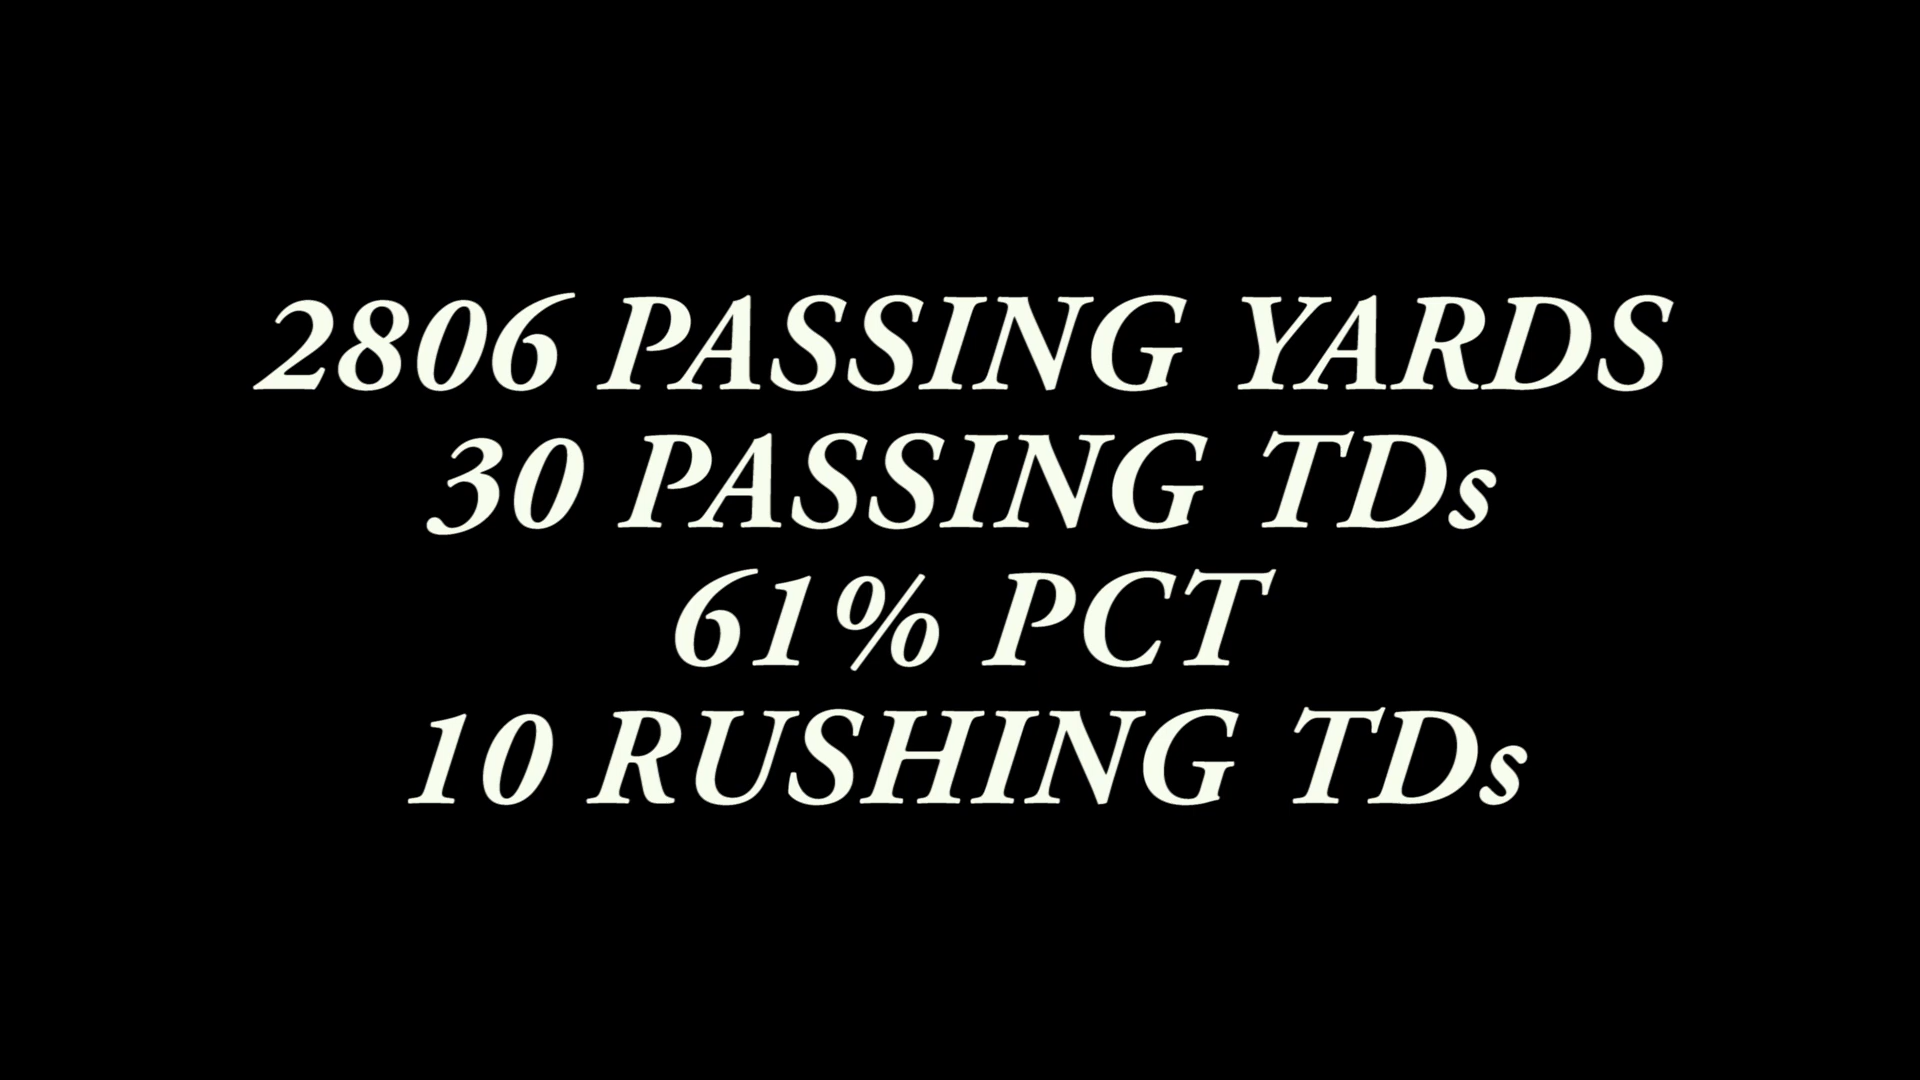 2806 PASSING YARDS
30 PASSING TDs
61% PCT
10 RUSHING TDs